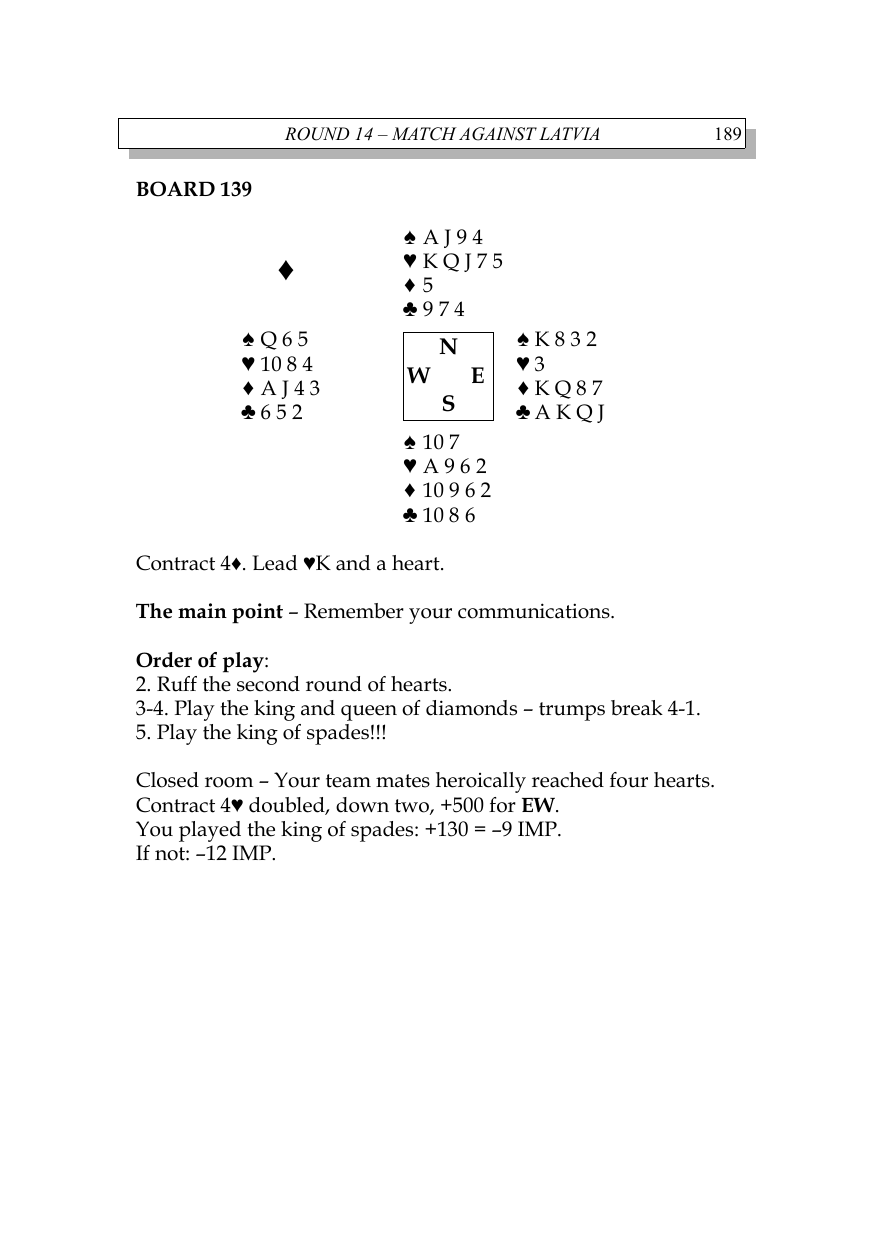 ROUND 14 – MATCH AGAINST LATVIA 189
BOARD 139
♠ A J 9 4
♦
♥ K Q J 7 5
♦ 5
♣ 9 7 4
♠ Q 6 5
♥ 10 8 4
♦ A J 4 3
♣ 6 5 2
N
W E
S
♠ K 8 3 2
♥ 3
♦ K Q 8 7
♣ A K Q J
♠ 10 7
♥ A 9 6 2
♦ 10 9 6 2
♣ 10 8 6
Contract 4♦. Lead ♥K and a heart.
The main point – Remember your communications.
Order of play:
2. Ruff the second round of hearts.
3-4. Play the king and queen of diamonds – trumps break 4-1.
5. Play the king of spades!!!
Closed room – Your team mates heroically reached four hearts.
Contract 4♥ doubled, down two, +500 for EW.
You played the king of spades: +130 = –9 IMP.
If not: –12 IMP.